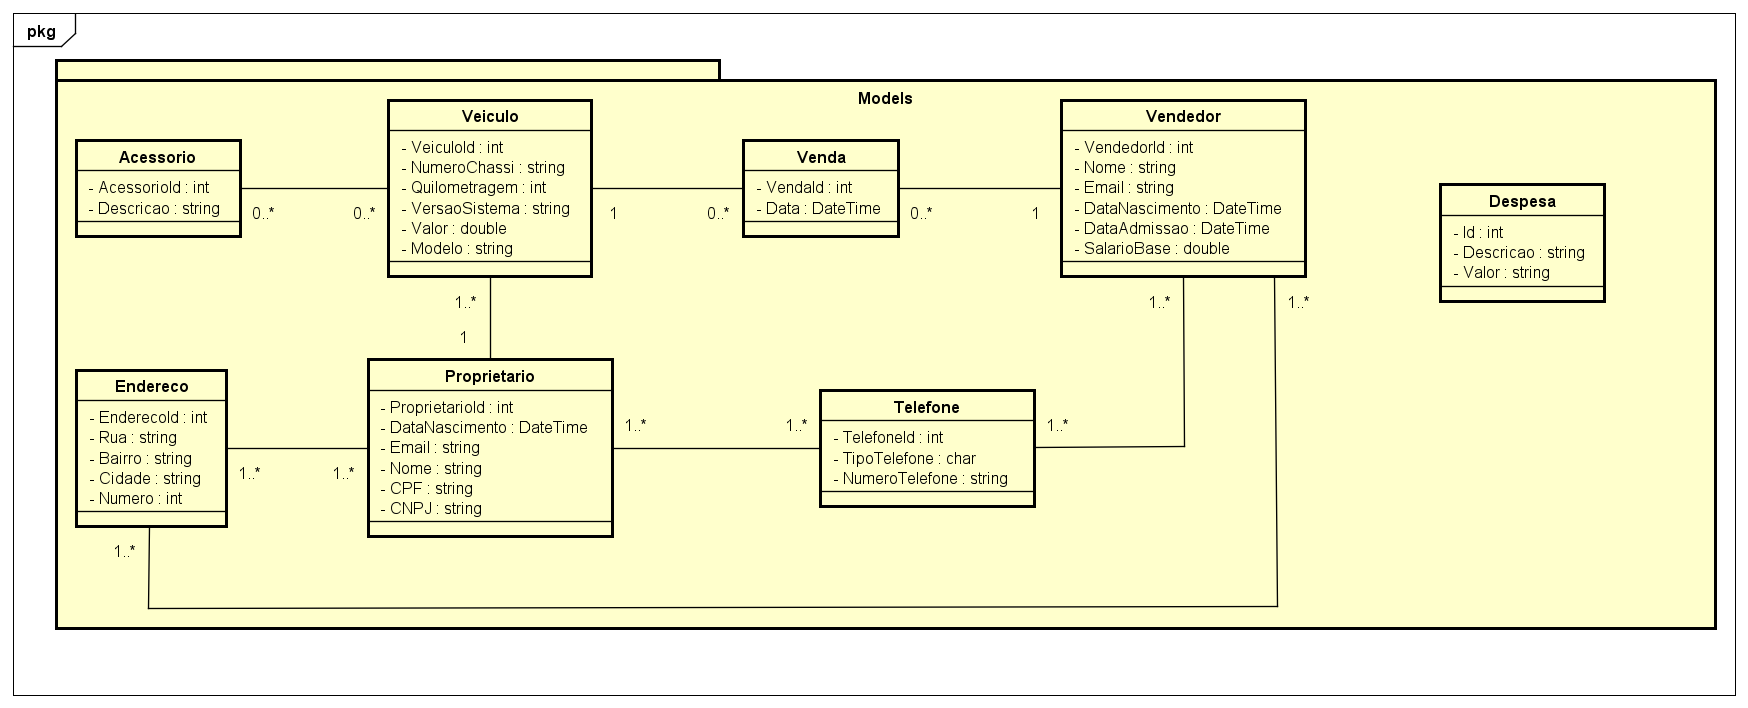 pkg
Models
Acessorio
- AcessorioId : int
- Descricao : string
0..*
0..*
Veiculo
- VeiculoId : int
- NumeroChassi : string
- Quilometragem : int
- VersaoSistema : string
- Valor : double
- Modelo : string
1
0..*
Venda
- VendaId : int
- Data : DateTime
0..*
1
Vendedor
- VendedorId : int
- Nome : string
- Email : string
- DataNascimento : DateTime
- DataAdmissao : DateTime
- SalarioBase : double
Despesa
- Id : int
- Descricao : string
- Valor : string
1..*
1
1..*
1..*
Endereco
- EnderecoId : int
- Rua : string
- Bairro : string
- Cidade : string
- Numero : int
1..*
1..*
Proprietario
- ProprietarioId : int
- DataNascimento : DateTime
- Email : string
- Nome : string
- CPF : string
- CNPJ : string
1..*
1..*
Telefone
- TelefoneId : int
- TipoTelefone : char
- NumeroTelefone : string
1..*
1..*